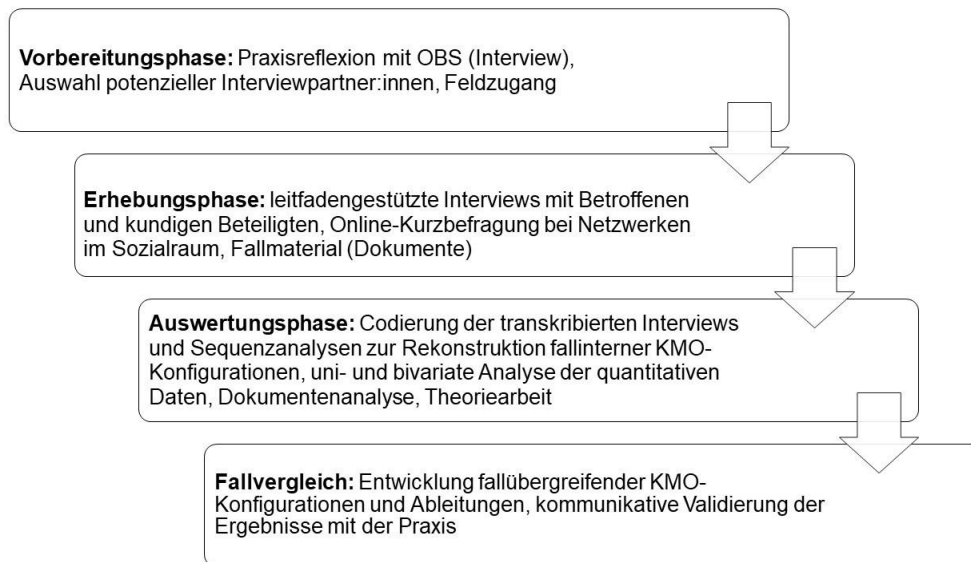 Vorbereitungsphase: Praxisreflexion mit OBS (Interview),
Auswahl potenzieller Interviewpartner:innen, Feldzugang
Erhebungsphase: leitfadengestützte Interviews mit Betroffenen
und kundigen Beteiligten, Online-Kurzbefragung bei Netzwerken
im Sozialraum, Fallmaterial (Dokumente)
Auswertungsphase: Codierung der transkribierten Interviews
und Sequenzanalysen zur Rekonstruktion fallinterner KMO-
Konfigurationen, uni- und bivariate Analyse der quantitativen
Daten, Dokumentenanalyse, Theoriearbeit
Fallvergleich: Entwicklung fallübergreifender KMO-
Konfigurationen und Ableitungen, kommunikative Validierung der
Ergebnisse mit der Praxis